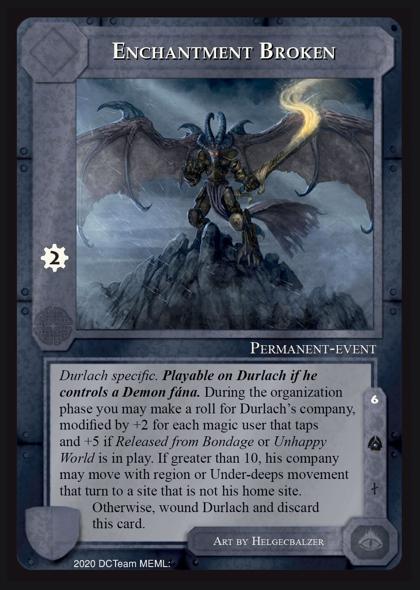 Enchantment Broken
2
Permanent-event
Durlach specific. Playable on Durlach if he
controls a Demon fána. During the organization
phase you may make a roll for Durlach's company,
modified by +2 for each magic user that taps
and +5 if Released from Bondage or Unhappy
World is in play. If greater than 10, his company
may move with region or Under-deeps movement
that turn to a site that is not his home site.
Otherwise, wound Durlach and discard
this card.
6
Art by Helgecbalzer
2020 DCTeam MEML: